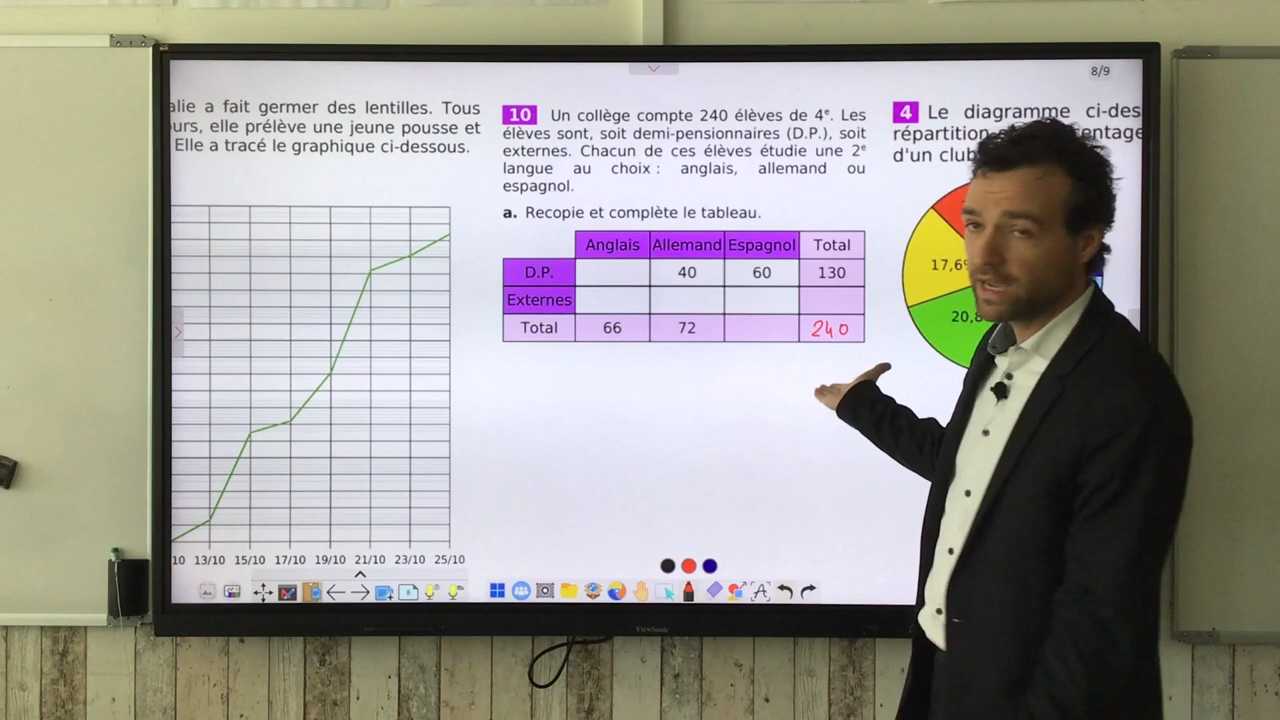 8/9
alie a fait germer des lentilles. Tous
ours, elle prélève une jeune pousse et
Elle a tracé le graphique ci-dessous.
10 13/10 15/10 17/10 19/10 21/10 23/10 25/10
10 Un collège compte 240 élèves de 4e. Les
élèves sont, soit demi-pensionnaires (D.P.), soit
externes. Chacun de ces élèves étudie une 2e
langue au choix : anglais, allemand ou
espagnol.
a. Recopie et complète le tableau.
Anglais Allemand Espagnol Total
D.P. 40 60 130
Externes
Total 66 72 240
4 Le diagramme ci-des
répartition centage
d'un club
17,6
20,8
ViewSonic